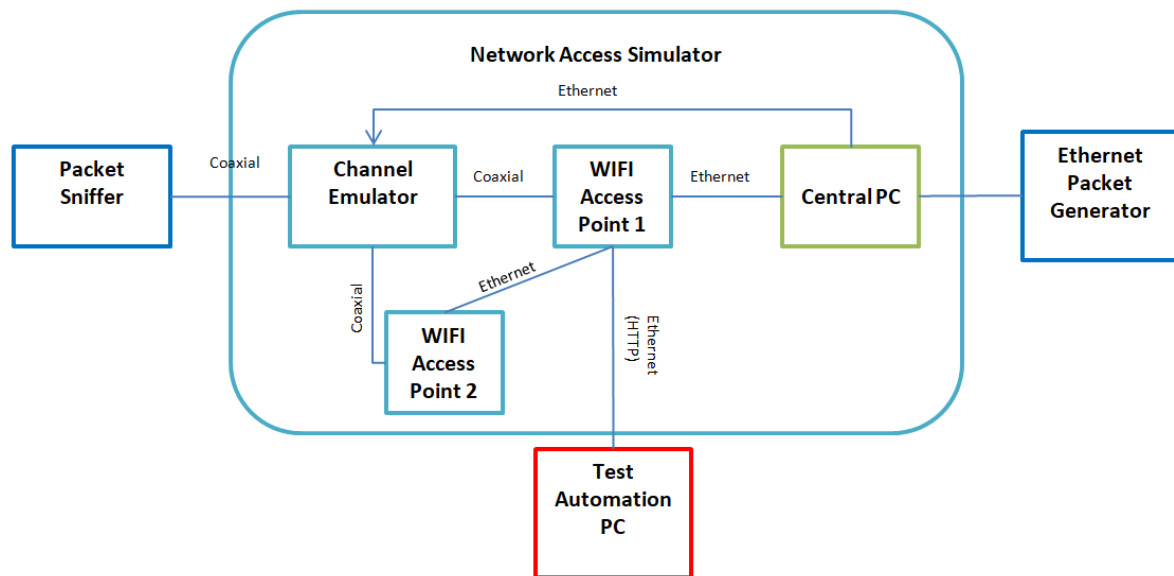 Network Access Simulator
Ethernet
Packet
Sniffer
Coaxial
Channel
Emulator
Coaxial
WIFI
Access
Point 1
Ethernet
Central PC
Ethernet
Packet
Generator
Coaxial
Ethernet
WIFI
Access
Point 2
Ethernet
(HTTP)
Test
Automation
PC